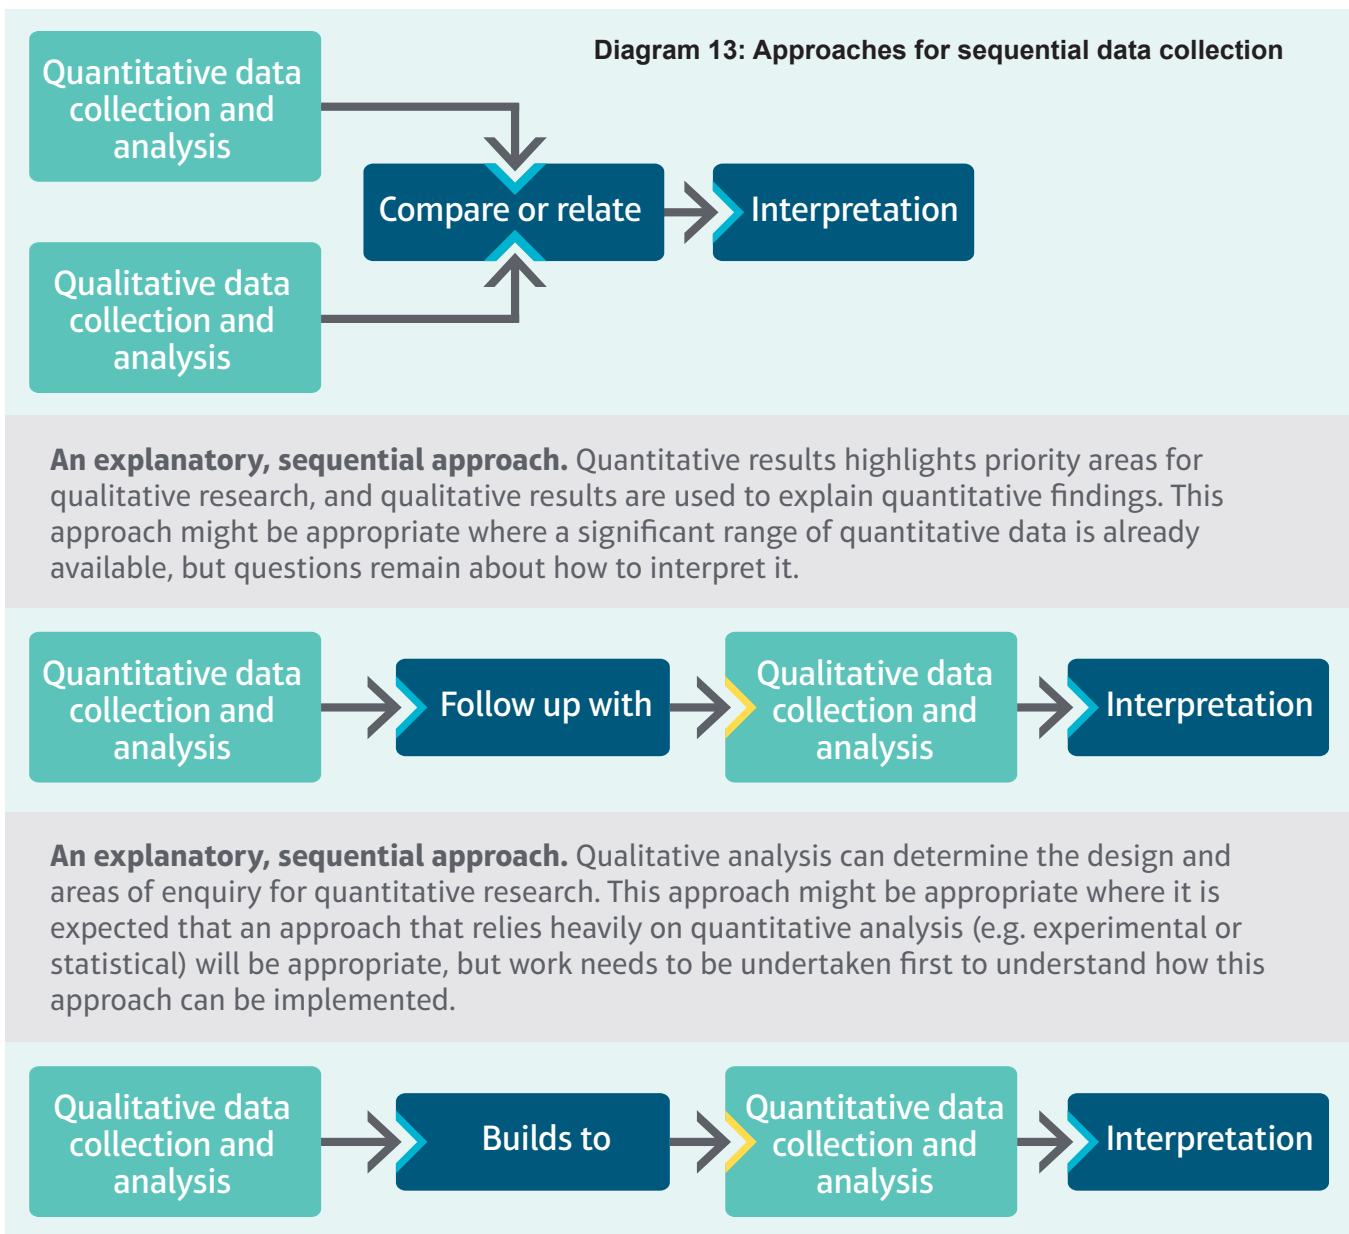 Diagram 13: Approaches for sequential data collection
Quantitative data
collection and
analysis
Compare or relate
Interpretation
Qualitative data
collection and
analysis
An explanatory, sequential approach. Quantitative results highlights priority areas for
qualitative research, and qualitative results are used to explain quantitative findings. This
approach might be appropriate where a significant range of quantitative data is already
available, but questions remain about how to interpret it.
Quantitative data
collection and
analysis
Follow up with
Qualitative data
collection and
analysis
Interpretation
An explanatory, sequential approach. Qualitative analysis can determine the design and
areas of enquiry for quantitative research. This approach might be appropriate where it is
expected that an approach that relies heavily on quantitative analysis (e.g. experimental or
statistical) will be appropriate, but work needs to be undertaken first to understand how this
approach can be implemented.
Qualitative data
collection and
analysis
Builds to
Quantitative data
collection and
analysis
Interpretation